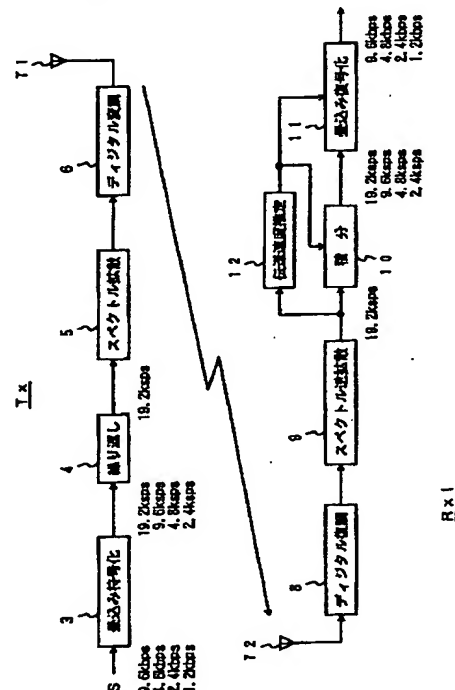 Tx
S
9.6kbps
4.8kbps
2.4kbps
1.2kbps
3
畳込み符号化
19.2ksps
9.6ksps
4.8ksps
2.4ksps
4
繰り返し
19.2ksps
5
スペクトル拡散
6
ディジタル変調
71
72
8
ディジタル復調
9
スペクトル逆拡散
19.2ksps
12
伝送速度推定
積 分
10
19.2ksps
9.6ksps
4.8ksps
2.4ksps
11
畳込み復号化
9.6kbps
4.8kbps
2.4kbps
1.2kbps
Rx1